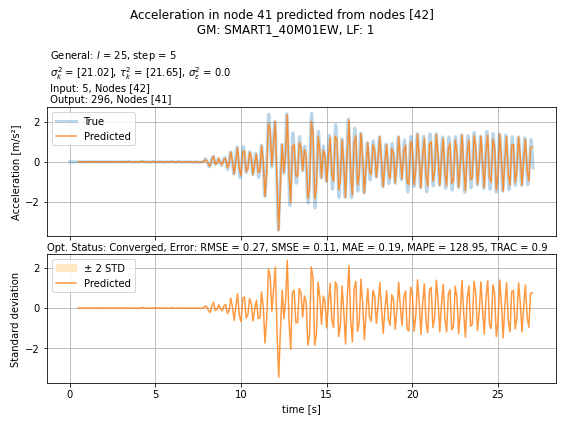 Acceleration in node 41 predicted from nodes [42]
GM: SMART1_40M01EW, LF: 1
General: l = 25, step = 5
σ²ₖ = [21.02], τ²ₖ = [21.65], σ²ε = 0.0
Input: 5, Nodes [42]
Output: 296, Nodes [41]
Acceleration [m/s²]
2
0
−2
True
Predicted
Opt. Status: Converged, Error: RMSE = 0.27, SMSE = 0.11, MAE = 0.19, MAPE = 128.95, TRAC = 0.9
Standard deviation
2
0
−2
± 2 STD
Predicted
0 5 10 15 20 25
time [s]